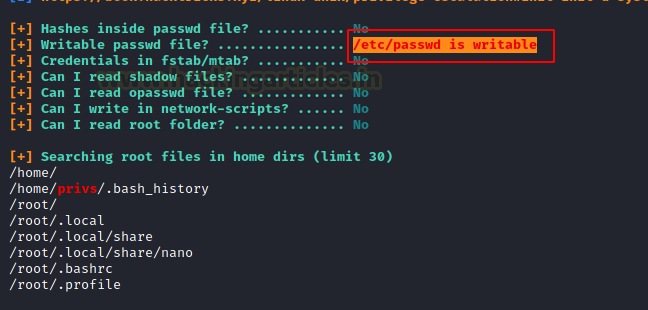 [+] Hashes inside passwd file? ........... No
[+] Writable passwd file? ................ /etc/passwd is writable
[+] Credentials in fstab/mtab? ........... No
[+] Can I read shadow files? ............. No
[+] Can I read opasswd file? ............. No
[+] Can I write in network-scripts? ...... No
[+] Can I read root folder? .............. No
[+] Searching root files in home dirs (limit 30)
/home/
/home/privs/.bash_history
/root/
/root/.local
/root/.local/share
/root/.local/share/nano
/root/.bashrc
/root/.profile